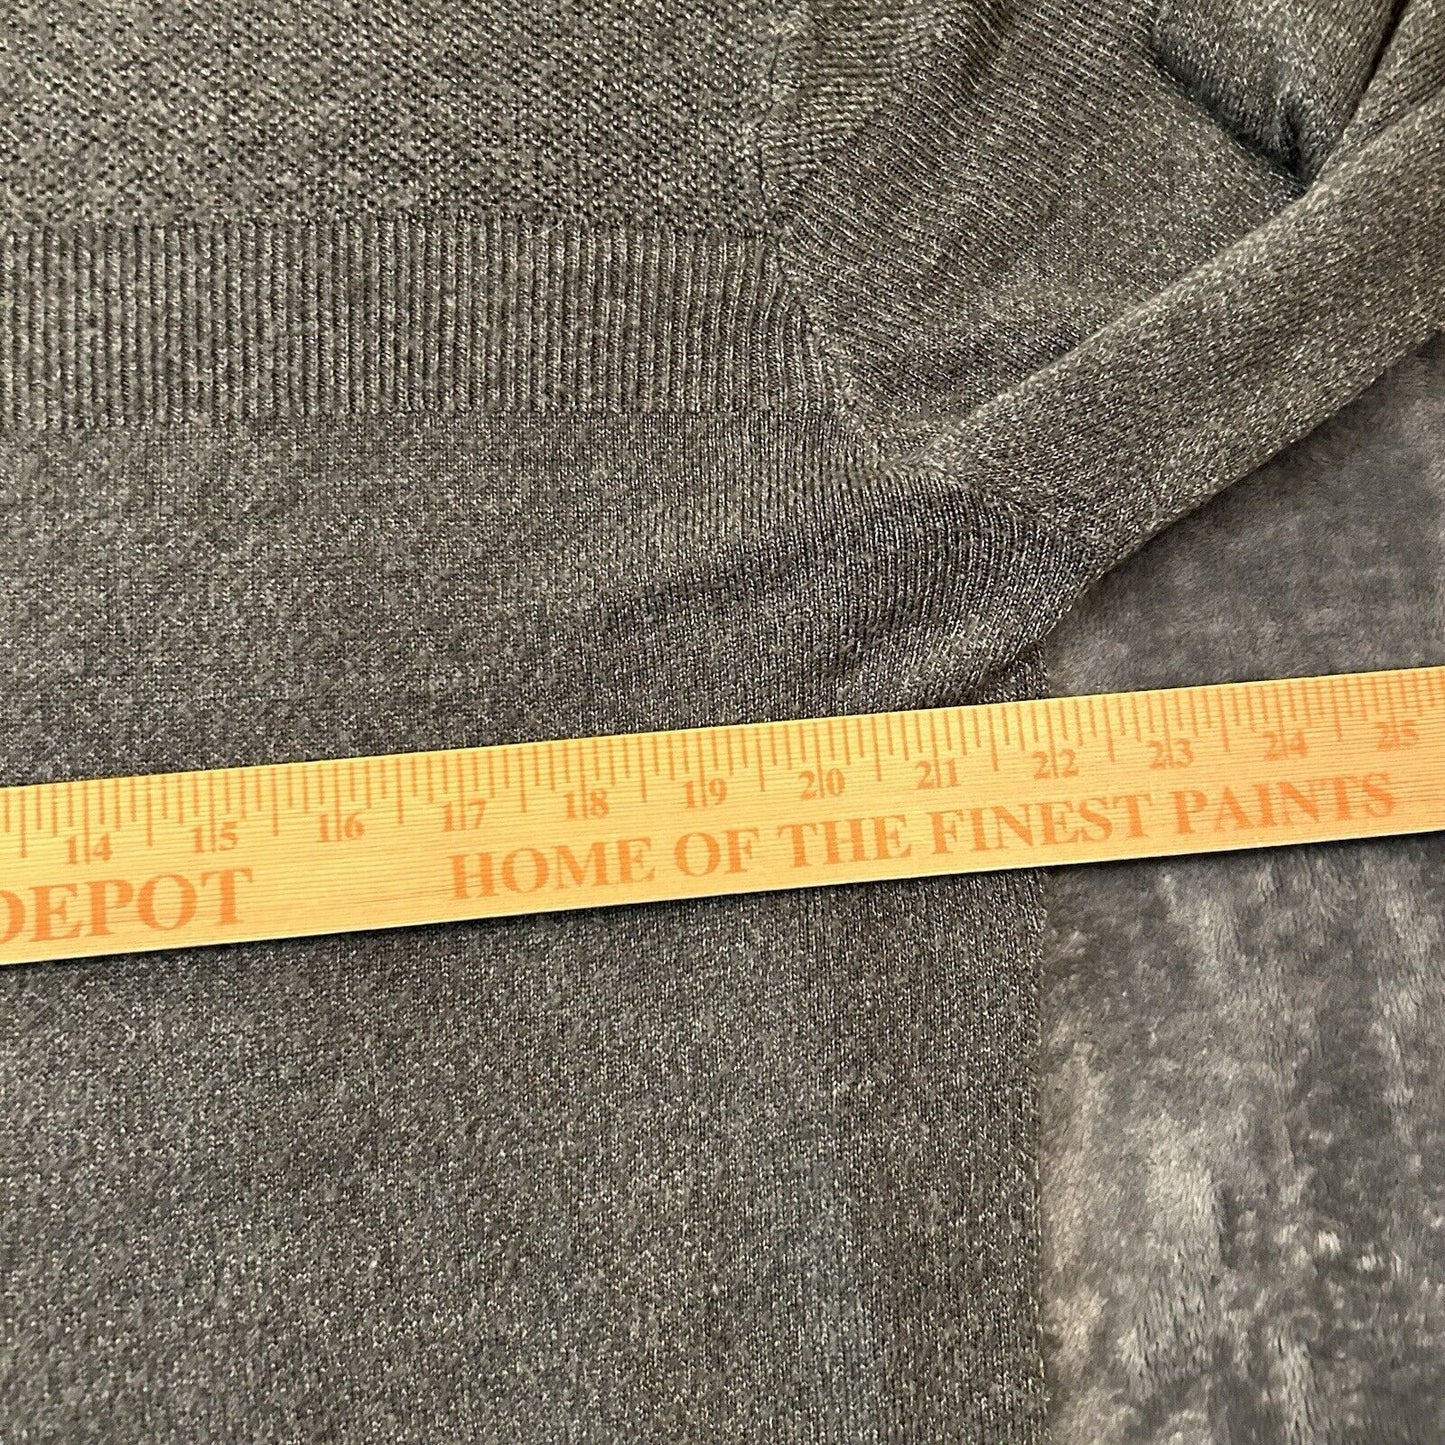 14 15 16 17 18 19 20 21 22 23 24 25
DEPOT HOME OF THE FINEST PAINTS